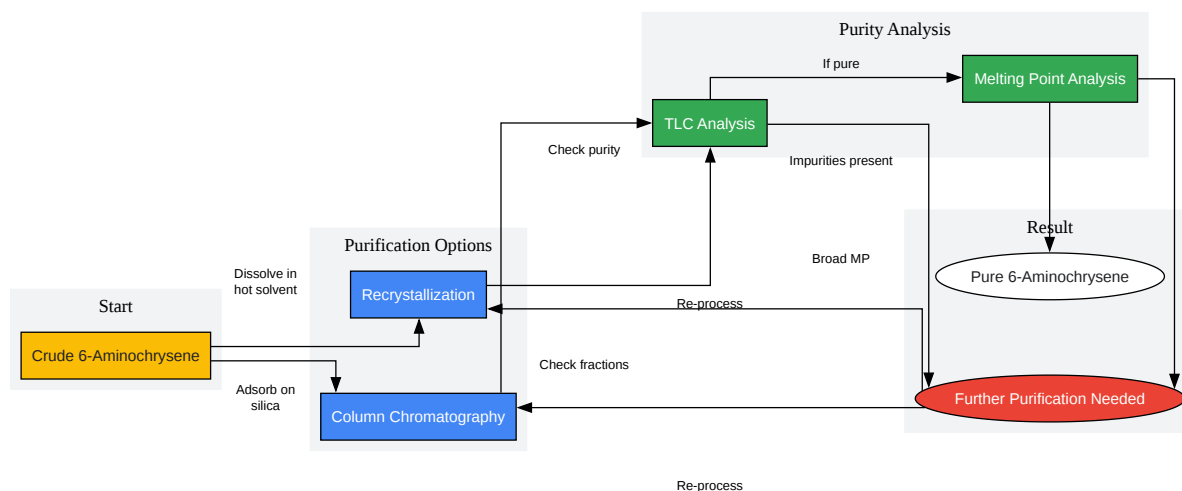 Purity Analysis
If pure
Melting Point Analysis
TLC Analysis
Check purity
Impurities present
Result
Purification Options
Broad MP
Dissolve in
hot solvent
Pure 6-Aminochrysene
Recrystallization
Re-process
Start
Crude 6-Aminochrysene
Check fractions
Adsorb on
silica
Column Chromatography
Further Purification Needed
Re-process